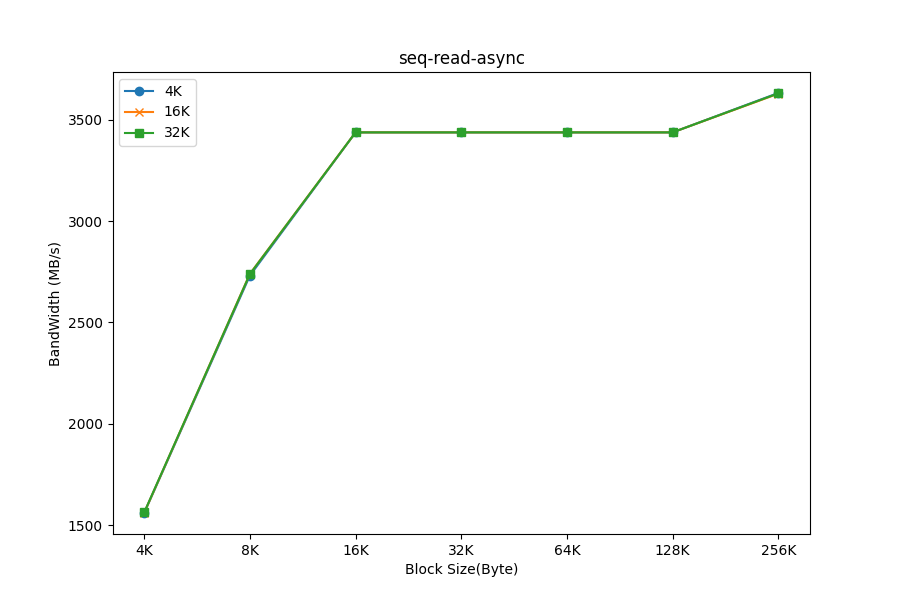 seq-read-async
4K
16K
32K
3500
3000
2500
2000
1500
BandWidth (MB/s)
4K 8K 16K 32K 64K 128K 256K
Block Size(Byte)